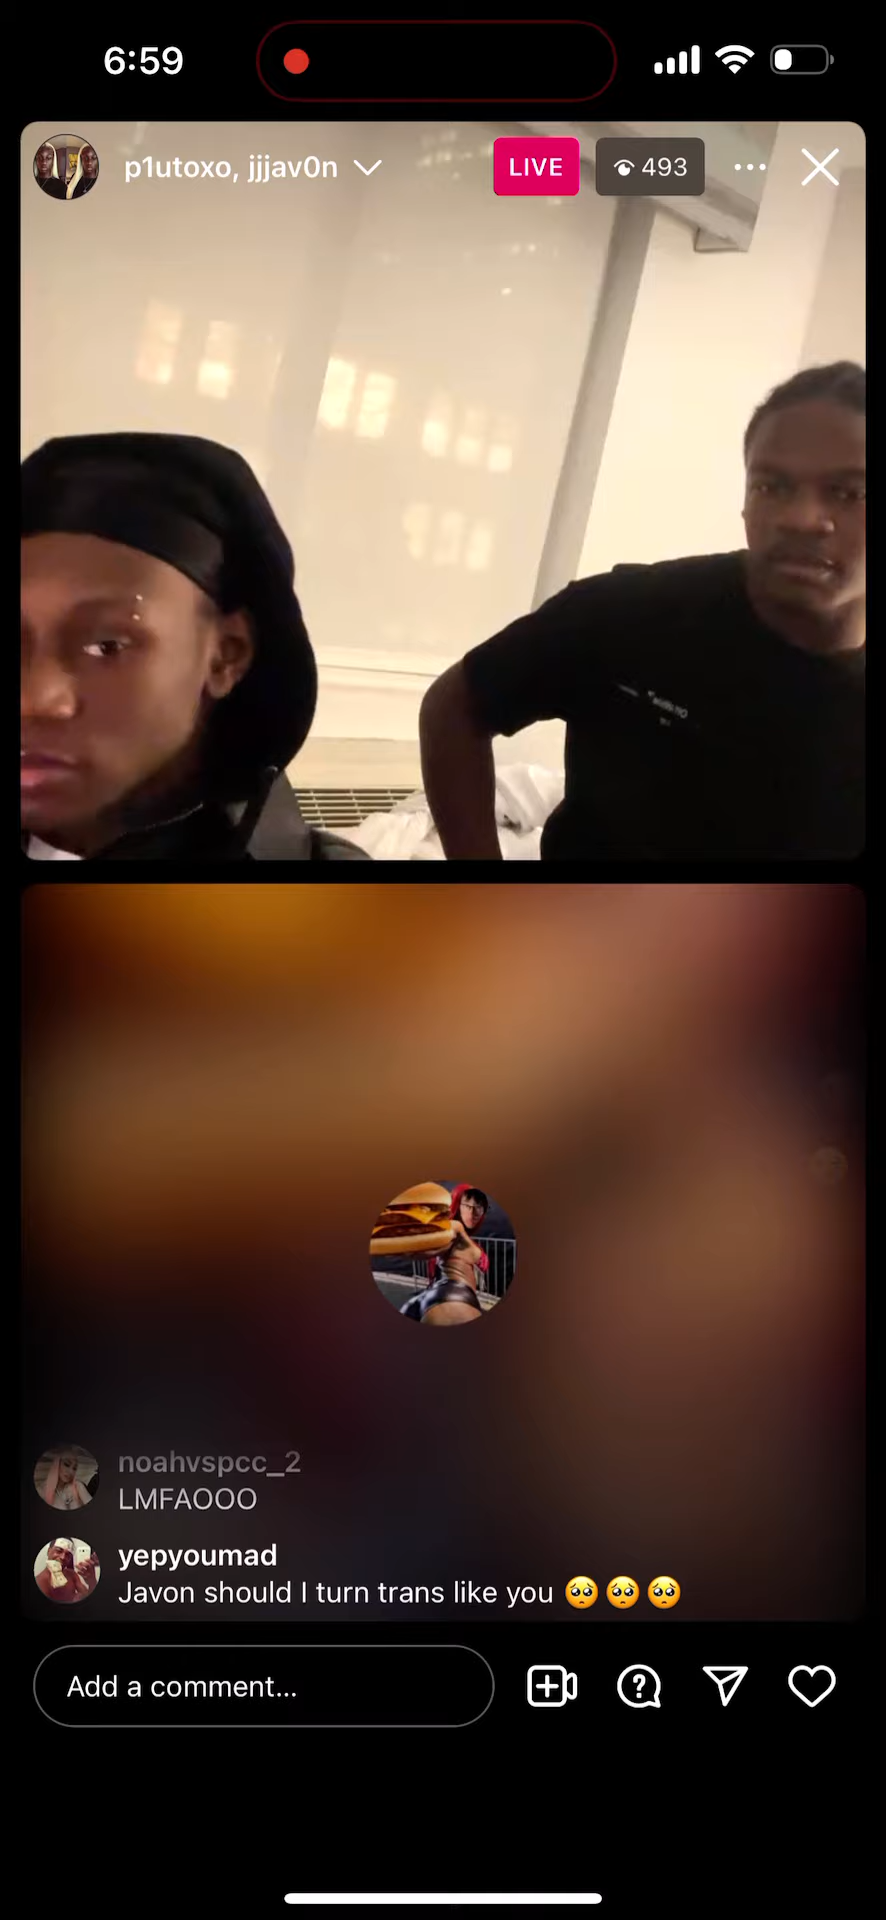 6:59
p1utoxo, jjjav0n
LIVE
493
noahvspcc_2
LMFAOOO
yepyoumad
Javon should I turn trans like you 🥺🥺🥺
Add a comment...